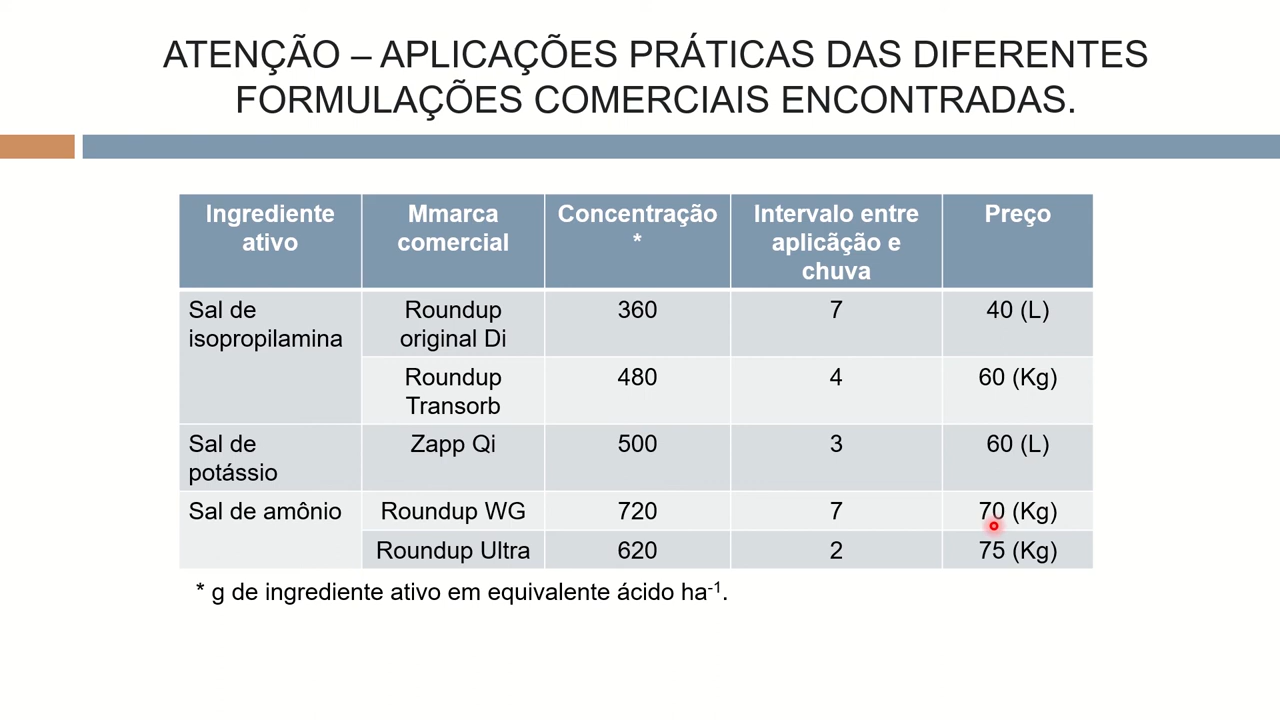 ATENÇÃO – APLICAÇÕES PRÁTICAS DAS DIFERENTES
FORMULAÇÕES COMERCIAIS ENCONTRADAS.
Ingrediente ativo Mmarca comercial Concentração * Intervalo entre aplicãção e chuva Preço
Sal de isopropilamina Roundup original Di 360 7 40 (L)
Roundup Transorb 480 4 60 (Kg)
Sal de potássio Zapp Qi 500 3 60 (L)
Sal de amônio Roundup WG 720 7 70 (Kg)
Roundup Ultra 620 2 75 (Kg)
* g de ingrediente ativo em equivalente ácido ha-1.